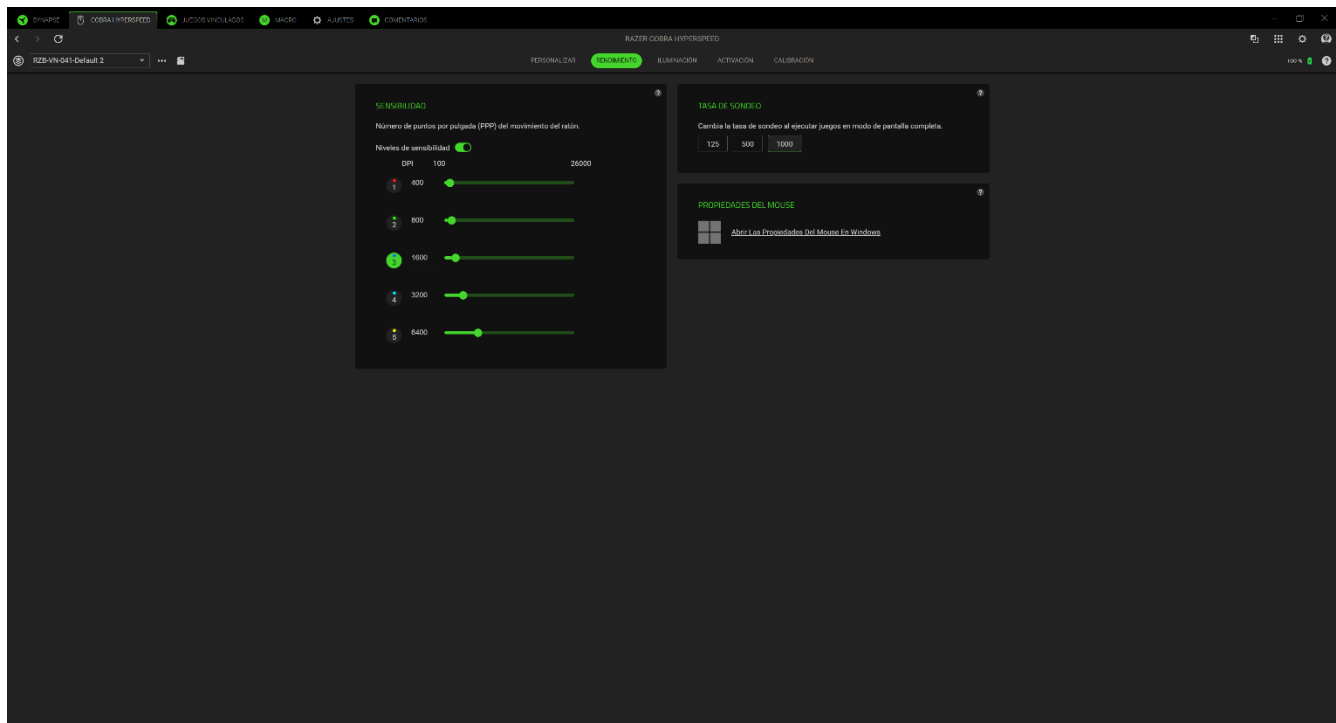 SYNAPSE COBRA HYPERSPEED JUEGOS VINCULADOS MACRO AJUSTES COMENTARIOS
RAZER COBRA HYPERSPEED
RZB-VN-041-Default 2 PERSONALIZAR RENDIMIENTO ILUMINACIÓN ACTIVACIÓN CALIBRACIÓN 100 %
SENSIBILIDAD
Número de puntos por pulgada (PPP) del movimiento del ratón.
Niveles de sensibilidad
DPI 100 26000
1 400
2 800
3 1600
4 3200
5 6400
TASA DE SONDEO
Cambia la tasa de sondeo al ejecutar juegos en modo de pantalla completa.
125 500 1000
PROPIEDADES DEL MOUSE
Abrir Las Propiedades Del Mouse En Windows